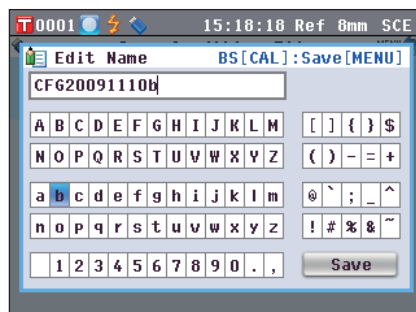 T 0001 15:18:18 Ref 8mm SCE
Edit Name BS[CAL]:Save[MENU]
CFG20091110b
A B C D E F G H I J K L M [ ] { } $
N O P Q R S T U V W X Y Z ( ) - = +
a b c d e f g h i j k l m @ ` ; _ ^
n o p q r s t u v w x y z ! # % & ~
1 2 3 4 5 6 7 8 9 0 . , Save